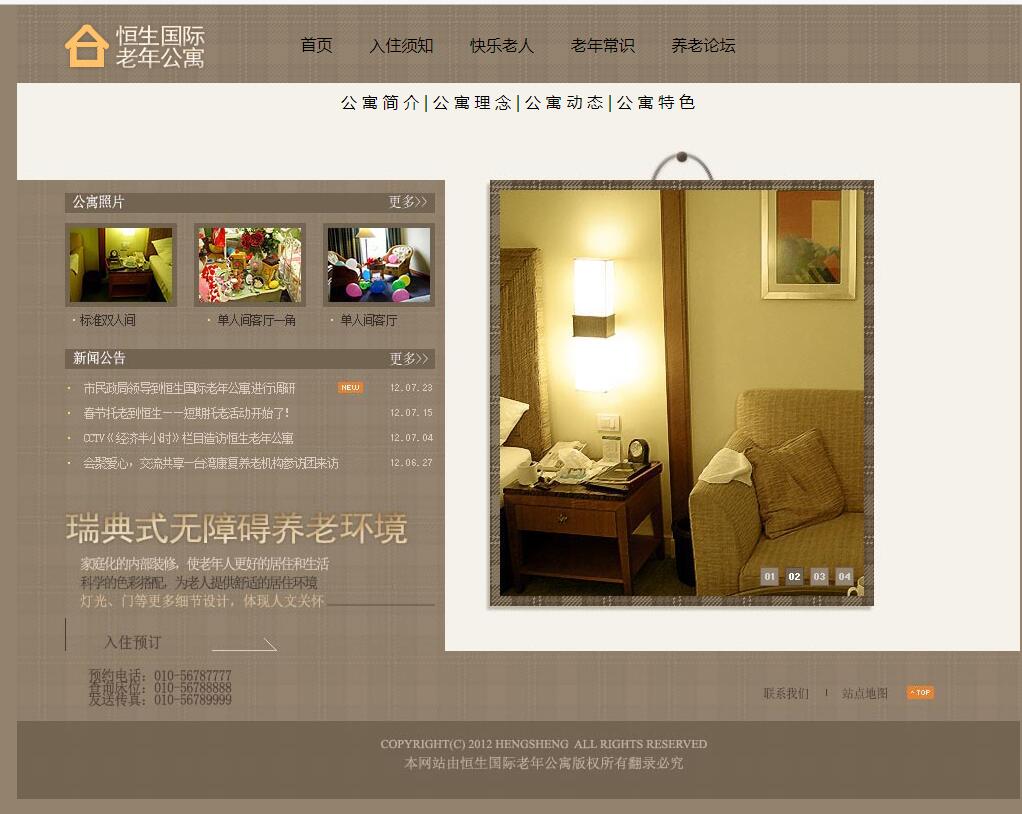 恒生国际
老年公寓
首页 入住须知 快乐老人 老年常识 养老论坛
公寓简介|公寓理念|公寓动态|公寓特色
公寓照片 更多>>
·标准双人间 ·单人间客厅一角 ·单人间客厅
新闻公告 更多>>
· 市民政局领导到恒生国际老年公寓进行调研 NEW 12.07.23
· 春节托老到恒生——短期托老活动开始了! 12.07.15
· CCTV《经济半小时》栏目造访恒生老年公寓 12.07.04
· 会聚爱心，交流共享—台湾康复养老机构参访团来访 12.06.27
01 02 03 04
瑞典式无障碍养老环境
家庭化的内部装修，使老年人更好的居住和生活
科学的色彩搭配，为老人提供舒适的居住环境
灯光、门等更多细节设计，体现人文关怀
入住预订
预约电话：010-56787777
查询床位：010-56788888
发送传真：010-56789999
联系我们 | 站点地图 TOP
COPYRIGHT(C) 2012 HENGSHENG ALL RIGHTS RESERVED
本网站由恒生国际老年公寓版权所有翻录必究